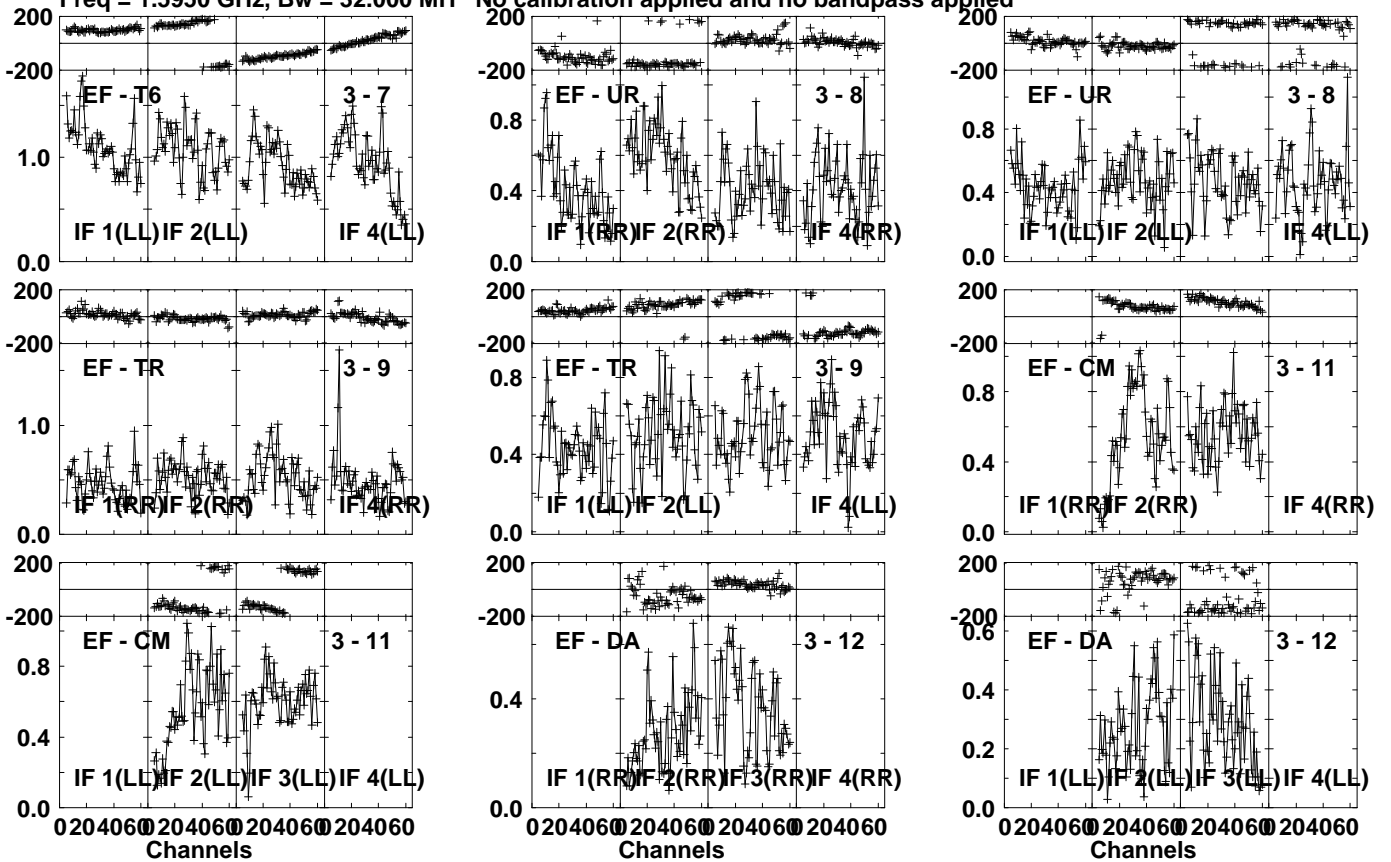 Freq = 1.5950 GHz, Bw = 32.000 MH No calibration applied and no bandpass applied
200
-200
EF - T6 3 - 7
1.0
IF 1(LL) IF 2(LL) IF 4(LL)
0.0
200
-200
EF - UR 3 - 8
0.8
0.4
IF 1(RR) IF 2(RR) IF 4(RR)
0.0
200
-200
EF - UR 3 - 8
0.8
0.4
IF 1(LL) IF 2(LL) IF 4(LL)
0.0
200
-200
EF - TR 3 - 9
1.0
IF 1(RR) IF 2(RR) IF 4(RR)
0.0
200
-200
EF - TR 3 - 9
0.8
0.4
IF 1(LL) IF 2(LL) IF 4(LL)
0.0
200
-200
EF - CM 3 - 11
0.8
0.4
IF 1(RR) IF 2(RR) IF 4(RR)
0.0
200
-200
EF - CM 3 - 11
0.8
0.4
IF 1(LL) IF 2(LL) IF 3(LL) IF 4(LL)
0.0
0 20 40 60 0 20 40 60 0 20 40 60 0 20 40 60
Channels
200
-200
EF - DA 3 - 12
0.4
IF 1(RR) IF 2(RR) IF 3(RR) IF 4(RR)
0.0
0 20 40 60 0 20 40 60 0 20 40 60 0 20 40 60
Channels
200
-200
0.6
EF - DA 3 - 12
0.4
0.2
IF 1(LL) IF 2(LL) IF 3(LL) IF 4(LL)
0.0
0 20 40 60 0 20 40 60 0 20 40 60 0 20 40 60
Channels